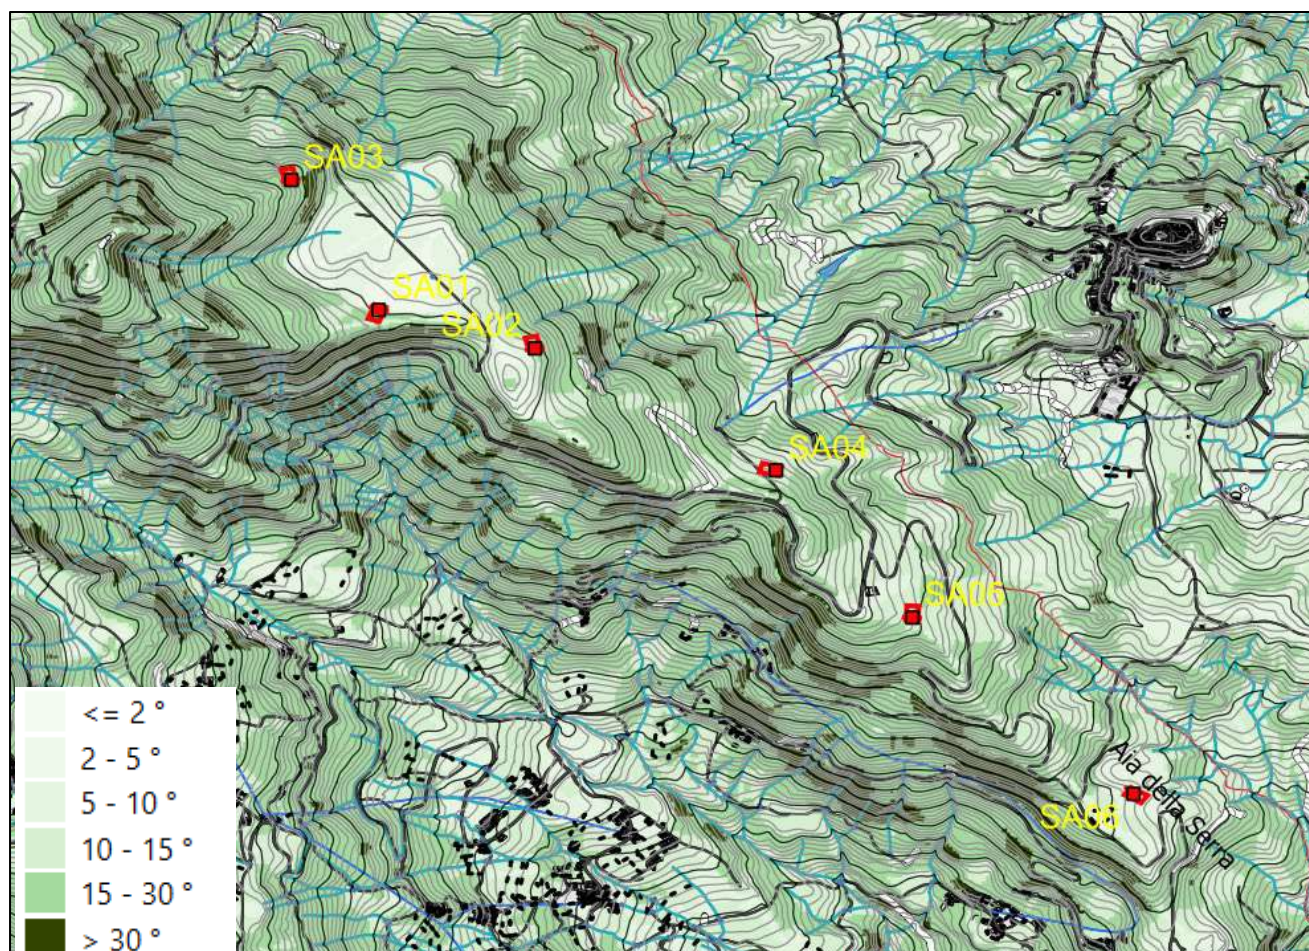 SA03
SA01
SA02
SA04
SA05
SA06
Aia della Serra
<= 2 °
2 - 5 °
5 - 10 °
10 - 15 °
15 - 30 °
> 30 °